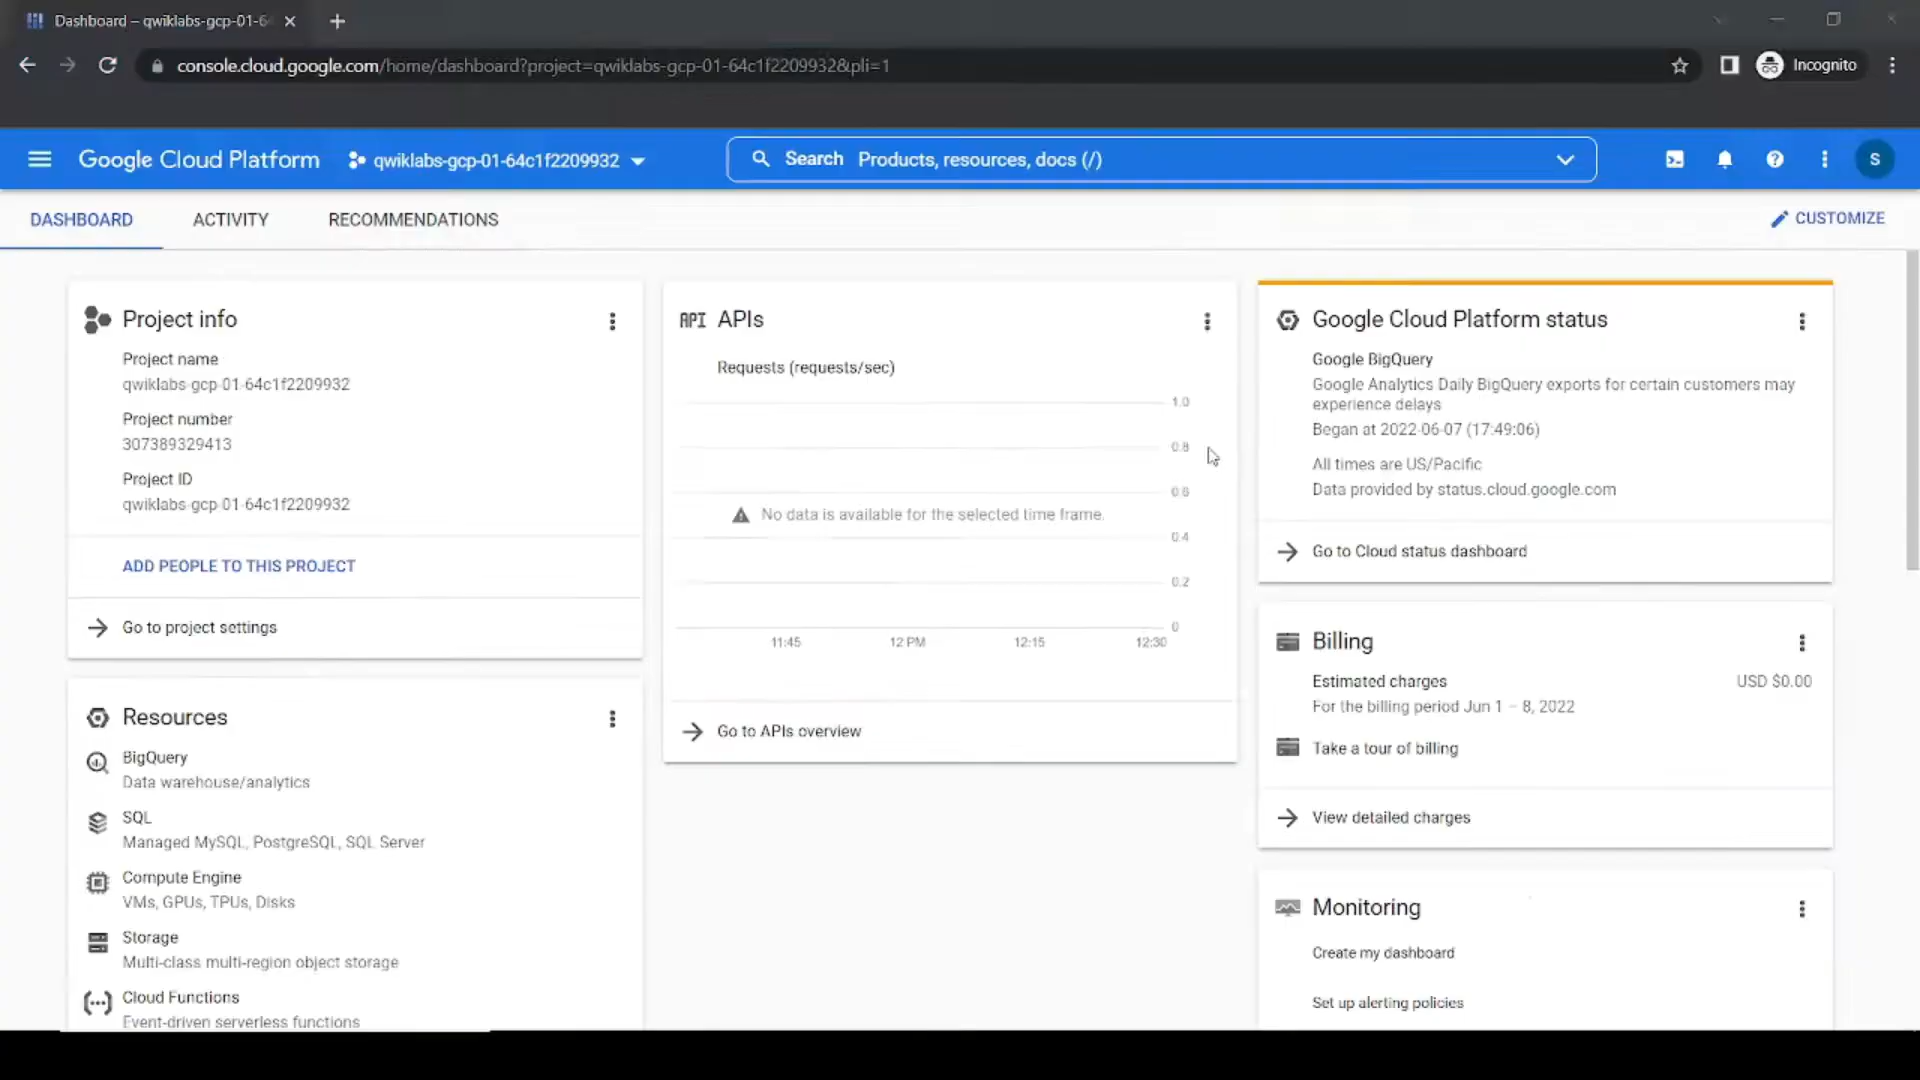 Dashboard – qwiklabs-gcp-01-6
console.cloud.google.com/home/dashboard?project=qwiklabs-gcp-01-64c1f2209932&pli=1
Incognito
Google Cloud Platform
qwiklabs-gcp-01-64c1f2209932
Search Products, resources, docs (/)
S
DASHBOARD
ACTIVITY
RECOMMENDATIONS
CUSTOMIZE
Project info
Project name
qwiklabs-gcp-01-64c1f2209932
Project number
307389329413
Project ID
qwiklabs-gcp-01-64c1f2209932
ADD PEOPLE TO THIS PROJECT
Go to project settings
Resources
BigQuery
Data warehouse/analytics
SQL
Managed MySQL, PostgreSQL, SQL Server
Compute Engine
VMs, GPUs, TPUs, Disks
Storage
Multi-class multi-region object storage
Cloud Functions
Event-driven serverless functions
API APIs
Requests (requests/sec)
1.0
0.8
0.6
No data is available for the selected time frame.
0.4
0.2
0
11:45 12 PM 12:15 12:30
Go to APIs overview
Google Cloud Platform status
Google BigQuery
Google Analytics Daily BigQuery exports for certain customers may
experience delays
Began at 2022-06-07 (17:49:06)
All times are US/Pacific
Data provided by status.cloud.google.com
Go to Cloud status dashboard
Billing
Estimated charges USD $0.00
For the billing period Jun 1 – 8, 2022
Take a tour of billing
View detailed charges
Monitoring
Create my dashboard
Set up alerting policies